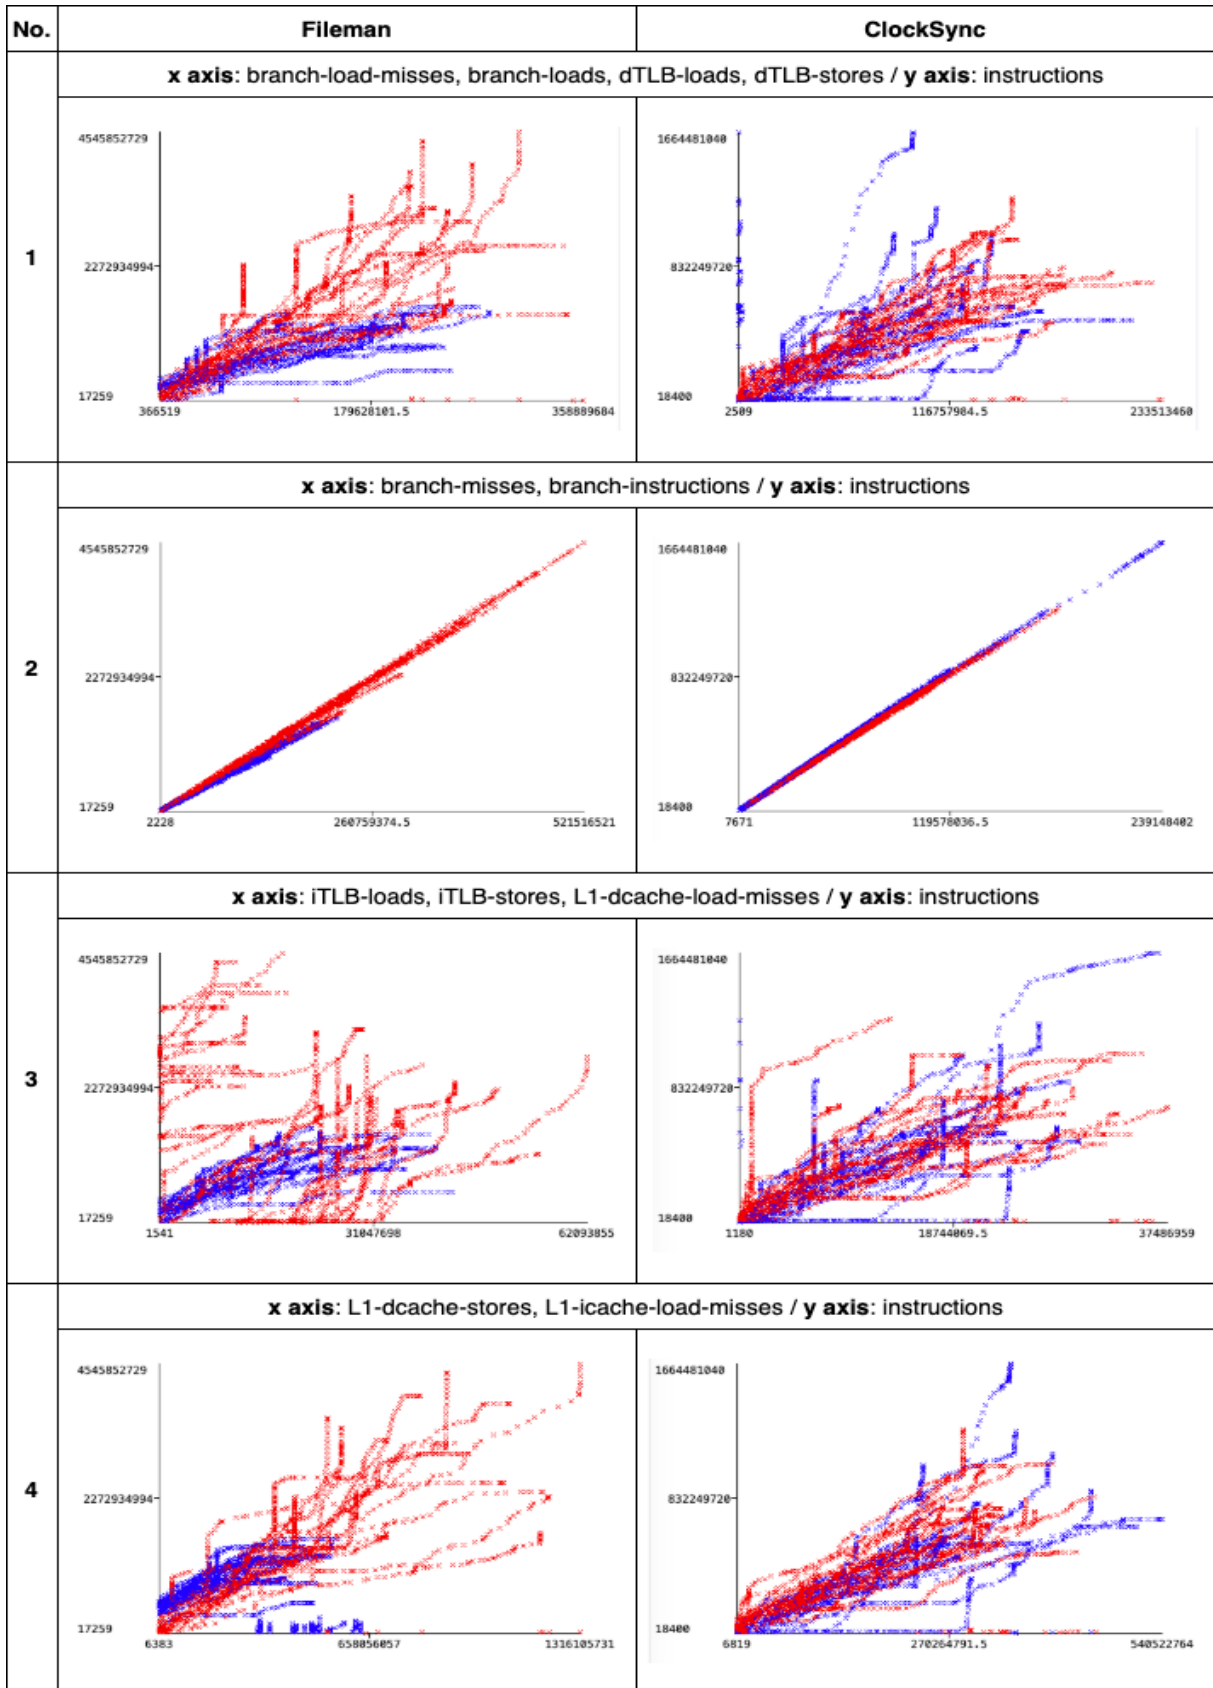 No. Fileman ClockSync
x axis: branch-load-misses, branch-loads, dTLB-loads, dTLB-stores / y axis: instructions
1
4545852729
2272934994
17259
366519 179628101.5 358889684
1664481040
832249720
18400
2509 116757984.5 233513460
x axis: branch-misses, branch-instructions / y axis: instructions
2
4545852729
2272934994
17259
2228 260759374.5 521516521
1664481040
832249720
18400
7671 119578036.5 239148402
x axis: iTLB-loads, iTLB-stores, L1-dcache-load-misses / y axis: instructions
3
4545852729
2272934994
17259
1541 31047698 62093855
1664481040
832249720
18400
1180 18744069.5 37486959
x axis: L1-dcache-stores, L1-icache-load-misses / y axis: instructions
4
4545852729
2272934994
17259
6383 658056057 1316105731
1664481040
832249720
18400
6819 270264791.5 540522764